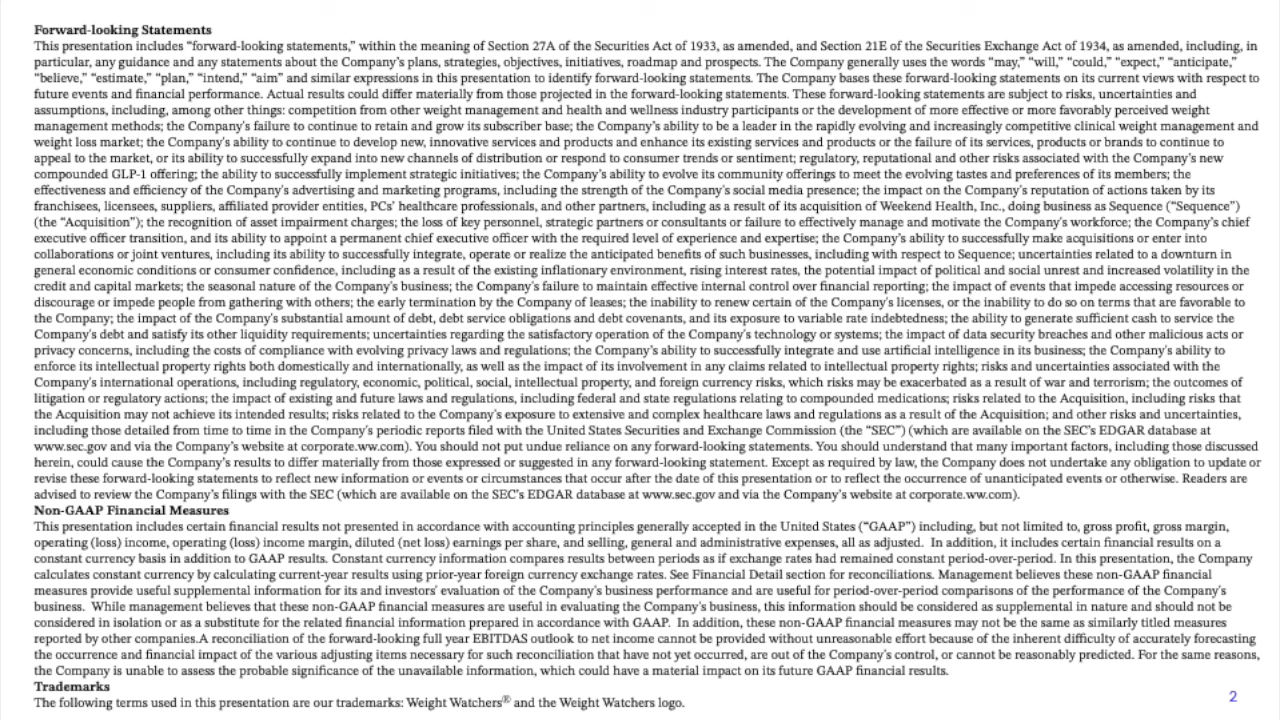 Forward-looking Statements
This presentation includes “forward-looking statements,” within the meaning of Section 27A of the Securities Act of 1933, as amended, and Section 21E of the Securities Exchange Act of 1934, as amended, including, in
particular, any guidance and any statements about the Company’s plans, strategies, objectives, initiatives, roadmap and prospects. The Company generally uses the words “may,” “will,” “could,” “expect,” “anticipate,”
“believe,” “estimate,” “plan,” “intend,” “aim” and similar expressions in this presentation to identify forward-looking statements. The Company bases these forward-looking statements on its current views with respect to
future events and financial performance. Actual results could differ materially from those projected in the forward-looking statements. These forward-looking statements are subject to risks, uncertainties and
assumptions, including, among other things: competition from other weight management and health and wellness industry participants or the development of more effective or more favorably perceived weight
management methods; the Company’s failure to continue to retain and grow its subscriber base; the Company’s ability to be a leader in the rapidly evolving and increasingly competitive clinical weight management and
weight loss market; the Company’s ability to continue to develop new, innovative services and products and enhance its existing services and products or the failure of its services, products or brands to continue to
appeal to the market, or its ability to successfully expand into new channels of distribution or respond to consumer trends or sentiment; regulatory, reputational and other risks associated with the Company’s new
compounded GLP-1 offering; the ability to successfully implement strategic initiatives; the Company’s ability to evolve its community offerings to meet the evolving tastes and preferences of its members; the
effectiveness and efficiency of the Company’s advertising and marketing programs, including the strength of the Company’s social media presence; the impact on the Company’s reputation of actions taken by its
franchisees, licensees, suppliers, affiliated provider entities, PCs’ healthcare professionals, and other partners, including as a result of its acquisition of Weekend Health, Inc., doing business as Sequence (“Sequence”)
(the “Acquisition”); the recognition of asset impairment charges; the loss of key personnel, strategic partners or consultants or failure to effectively manage and motivate the Company’s workforce; the Company’s chief
executive officer transition, and its ability to appoint a permanent chief executive officer with the required level of experience and expertise; the Company’s ability to successfully make acquisitions or enter into
collaborations or joint ventures, including its ability to successfully integrate, operate or realize the anticipated benefits of such businesses, including with respect to Sequence; uncertainties related to a downturn in
general economic conditions or consumer confidence, including as a result of the existing inflationary environment, rising interest rates, the potential impact of political and social unrest and increased volatility in the
credit and capital markets; the seasonal nature of the Company’s business; the Company’s failure to maintain effective internal control over financial reporting; the impact of events that impede accessing resources or
discourage or impede people from gathering with others; the early termination by the Company of leases; the inability to renew certain of the Company’s licenses, or the inability to do so on terms that are favorable to
the Company; the impact of the Company’s substantial amount of debt, debt service obligations and debt covenants, and its exposure to variable rate indebtedness; the ability to generate sufficient cash to service the
Company’s debt and satisfy its other liquidity requirements; uncertainties regarding the satisfactory operation of the Company’s technology or systems; the impact of data security breaches and other malicious acts or
privacy concerns, including the costs of compliance with evolving privacy laws and regulations; the Company’s ability to successfully integrate and use artificial intelligence in its business; the Company’s ability to
enforce its intellectual property rights both domestically and internationally, as well as the impact of its involvement in any claims related to intellectual property rights; risks and uncertainties associated with the
Company’s international operations, including regulatory, economic, political, social, intellectual property, and foreign currency risks, which risks may be exacerbated as a result of war and terrorism; the outcomes of
litigation or regulatory actions; the impact of existing and future laws and regulations, including federal and state regulations relating to compounded medications; risks related to the Acquisition, including risks that
the Acquisition may not achieve its intended results; risks related to the Company’s exposure to extensive and complex healthcare laws and regulations as a result of the Acquisition; and other risks and uncertainties,
including those detailed from time to time in the Company’s periodic reports filed with the United States Securities and Exchange Commission (the “SEC”) (which are available on the SEC’s EDGAR database at
www.sec.gov and via the Company’s website at corporate.ww.com). You should not put undue reliance on any forward-looking statements. You should understand that many important factors, including those discussed
herein, could cause the Company’s results to differ materially from those expressed or suggested in any forward-looking statement. Except as required by law, the Company does not undertake any obligation to update or
revise these forward-looking statements to reflect new information or events or circumstances that occur after the date of this presentation or to reflect the occurrence of unanticipated events or otherwise. Readers are
advised to review the Company’s filings with the SEC (which are available on the SEC’s EDGAR database at www.sec.gov and via the Company’s website at corporate.ww.com).
Non-GAAP Financial Measures
This presentation includes certain financial results not presented in accordance with accounting principles generally accepted in the United States (“GAAP”) including, but not limited to, gross profit, gross margin,
operating (loss) income, operating (loss) income margin, diluted (net loss) earnings per share, and selling, general and administrative expenses, all as adjusted.  In addition, it includes certain financial results on a
constant currency basis in addition to GAAP results. Constant currency information compares results between periods as if exchange rates had remained constant period-over-period. In this presentation, the Company
calculates constant currency by calculating current-year results using prior-year foreign currency exchange rates. See Financial Detail section for reconciliations. Management believes these non-GAAP financial
measures provide useful supplemental information for its and investors’ evaluation of the Company’s business performance and are useful for period-over-period comparisons of the performance of the Company’s
business.  While management believes that these non-GAAP financial measures are useful in evaluating the Company’s business, this information should be considered as supplemental in nature and should not be
considered in isolation or as a substitute for the related financial information prepared in accordance with GAAP.  In addition, these non-GAAP financial measures may not be the same as similarly titled measures
reported by other companies.A reconciliation of the forward-looking full year EBITDAS outlook to net income cannot be provided without unreasonable effort because of the inherent difficulty of accurately forecasting
the occurrence and financial impact of the various adjusting items necessary for such reconciliation that have not yet occurred, are out of the Company’s control, or cannot be reasonably predicted. For the same reasons,
the Company is unable to assess the probable significance of the unavailable information, which could have a material impact on its future GAAP financial results.
Trademarks
The following terms used in this presentation are our trademarks: Weight Watchers® and the Weight Watchers logo.
2